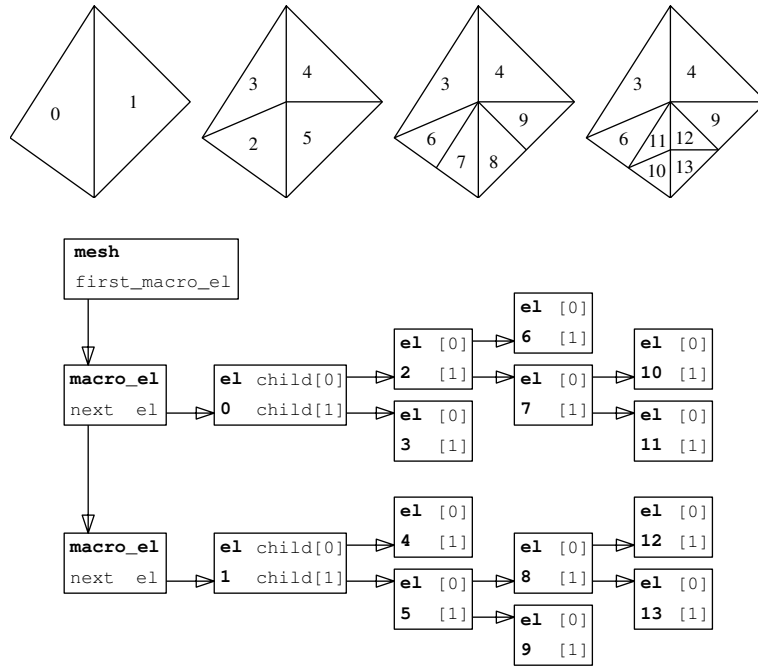 0 1
3 4
2 5
3 4
6 9
7 8
3 4
6 11 12 9
10 13
mesh
first_macro_el
el [0]
6 [1]
macro_el
next el
el child[0]
0 child[1]
el [0]
2 [1]
el [0]
3 [1]
el [0]
7 [1]
el [0]
10 [1]
el [0]
11 [1]
macro_el
next el
el child[0]
1 child[1]
el [0]
4 [1]
el [0]
5 [1]
el [0]
8 [1]
el [0]
9 [1]
el [0]
12 [1]
el [0]
13 [1]